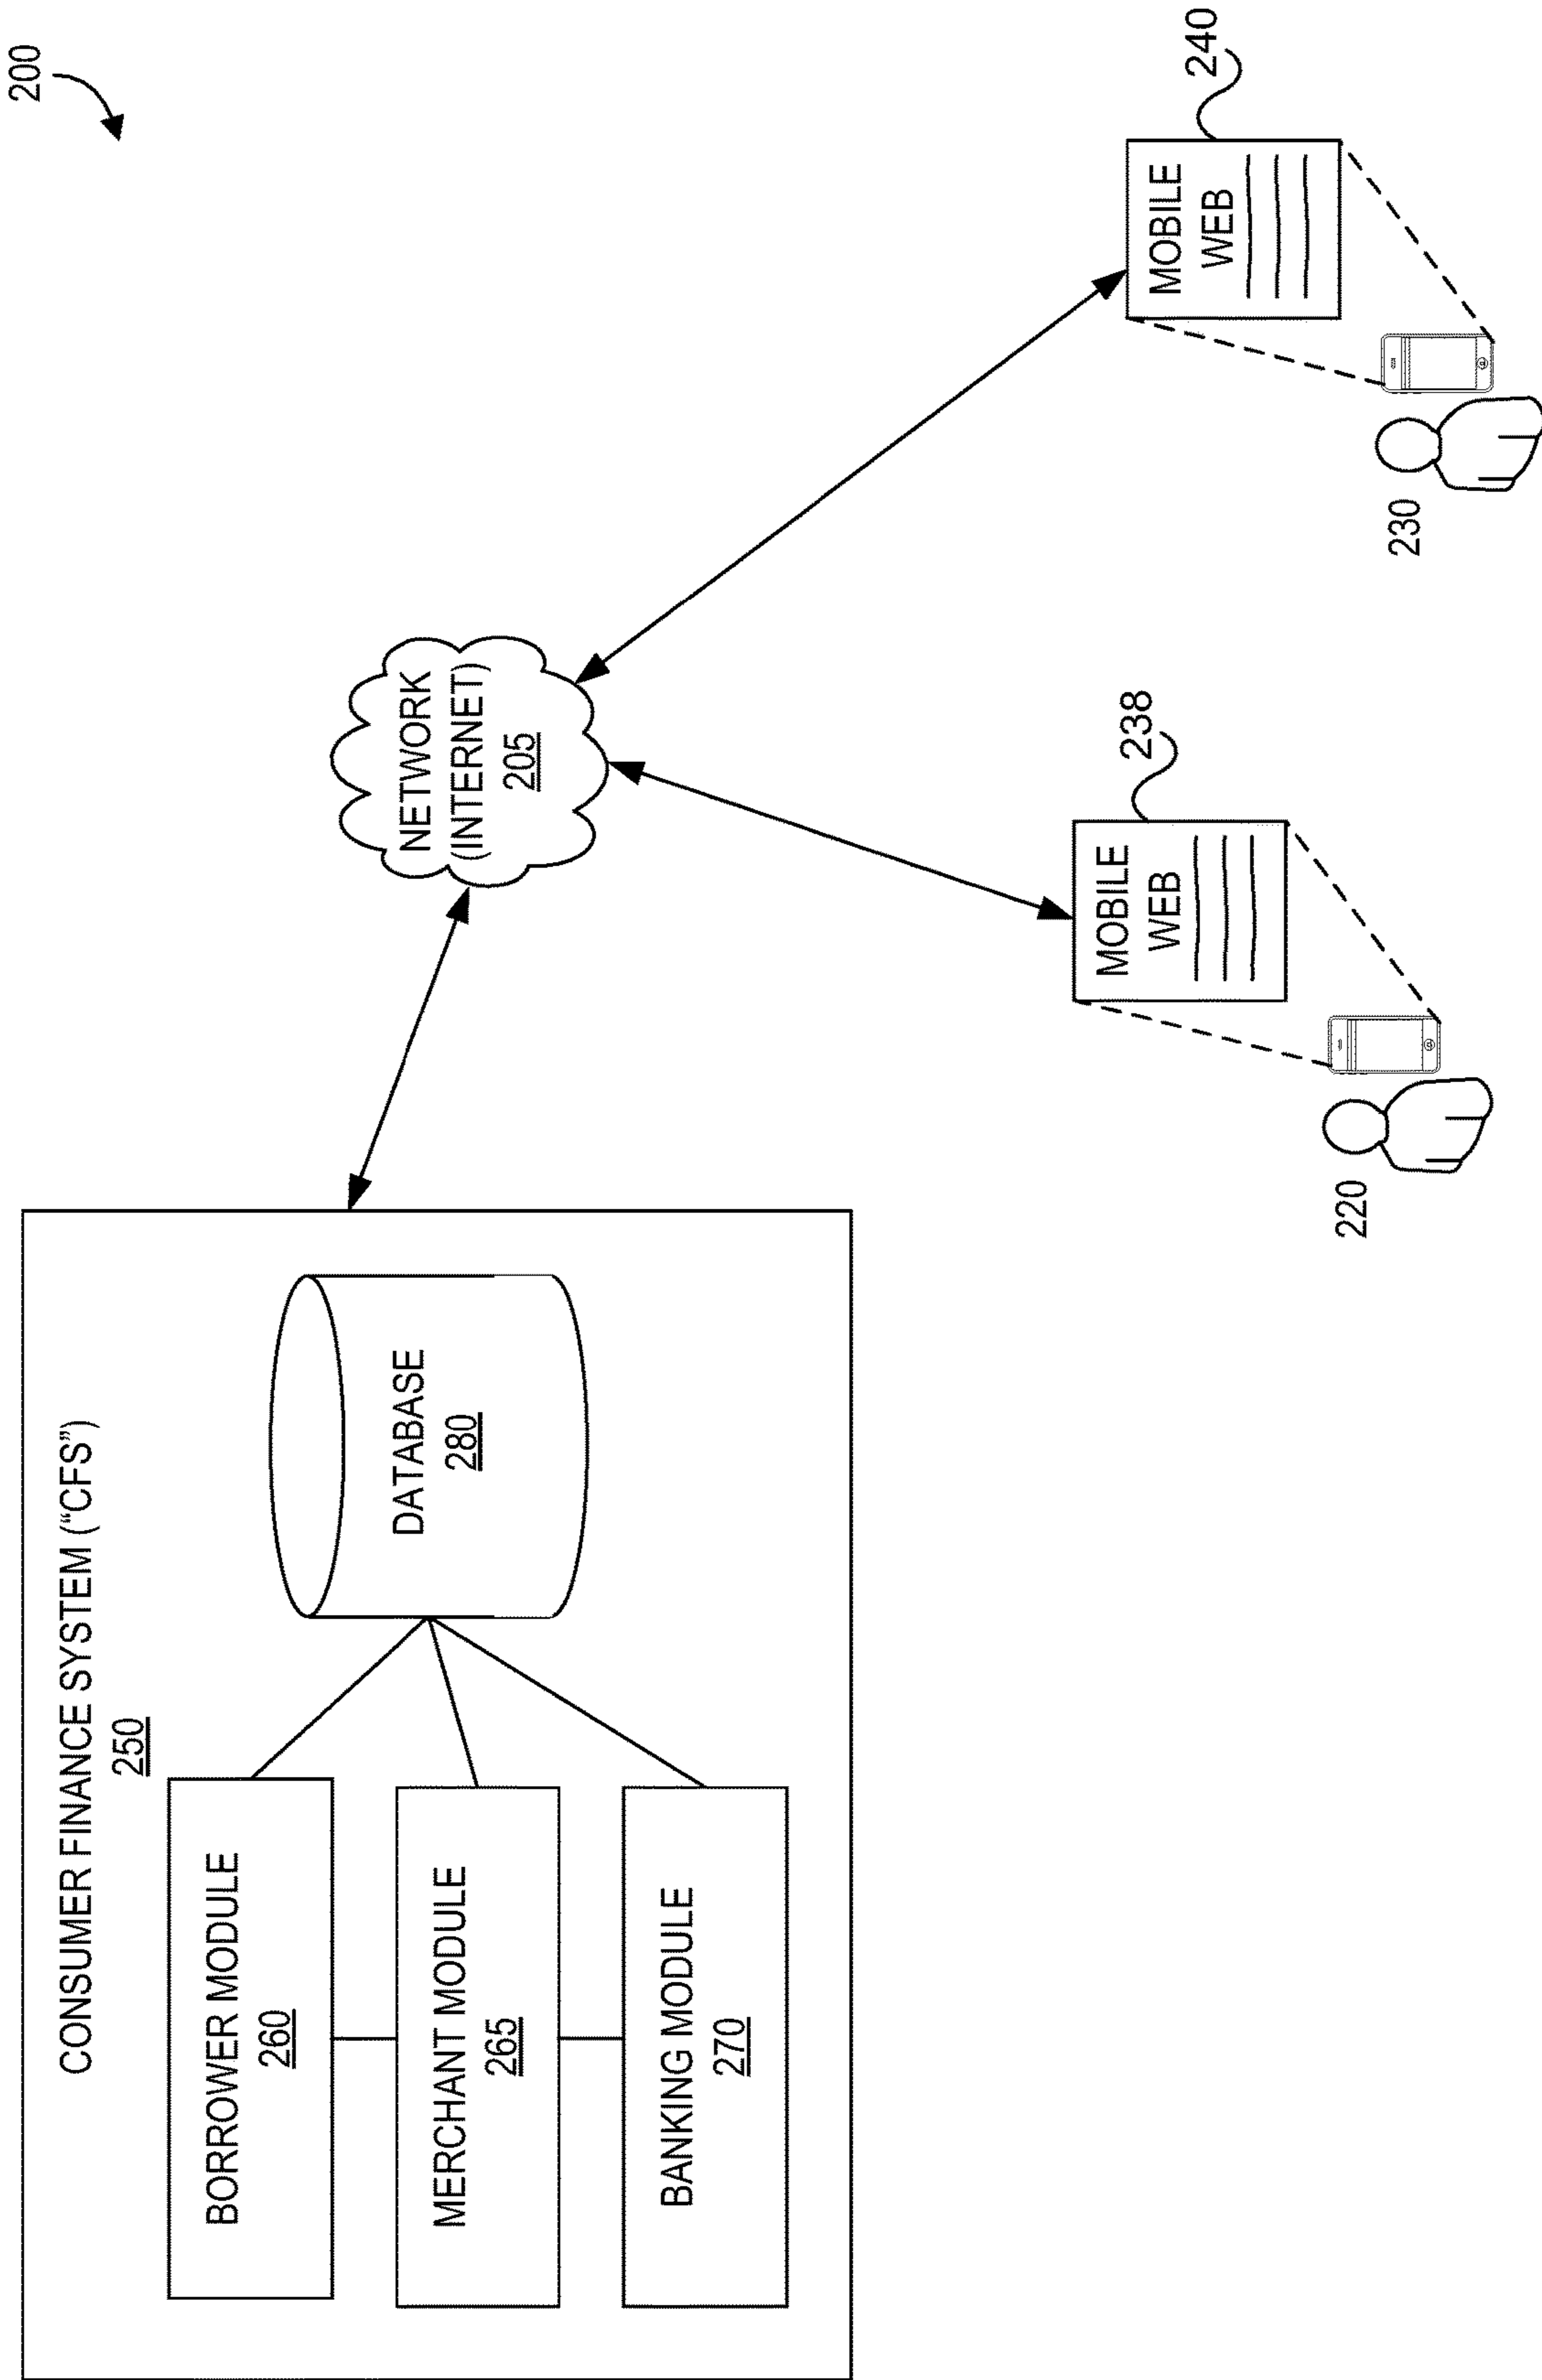 200
CONSUMER FINANCE SYSTEM (“CFS”)
250
BORROWER MODULE
260
MERCHANT MODULE
265
BANKING MODULE
270
DATABASE
280
NETWORK
(INTERNET)
205
MOBILE
WEB
238
220
MOBILE
WEB
240
230